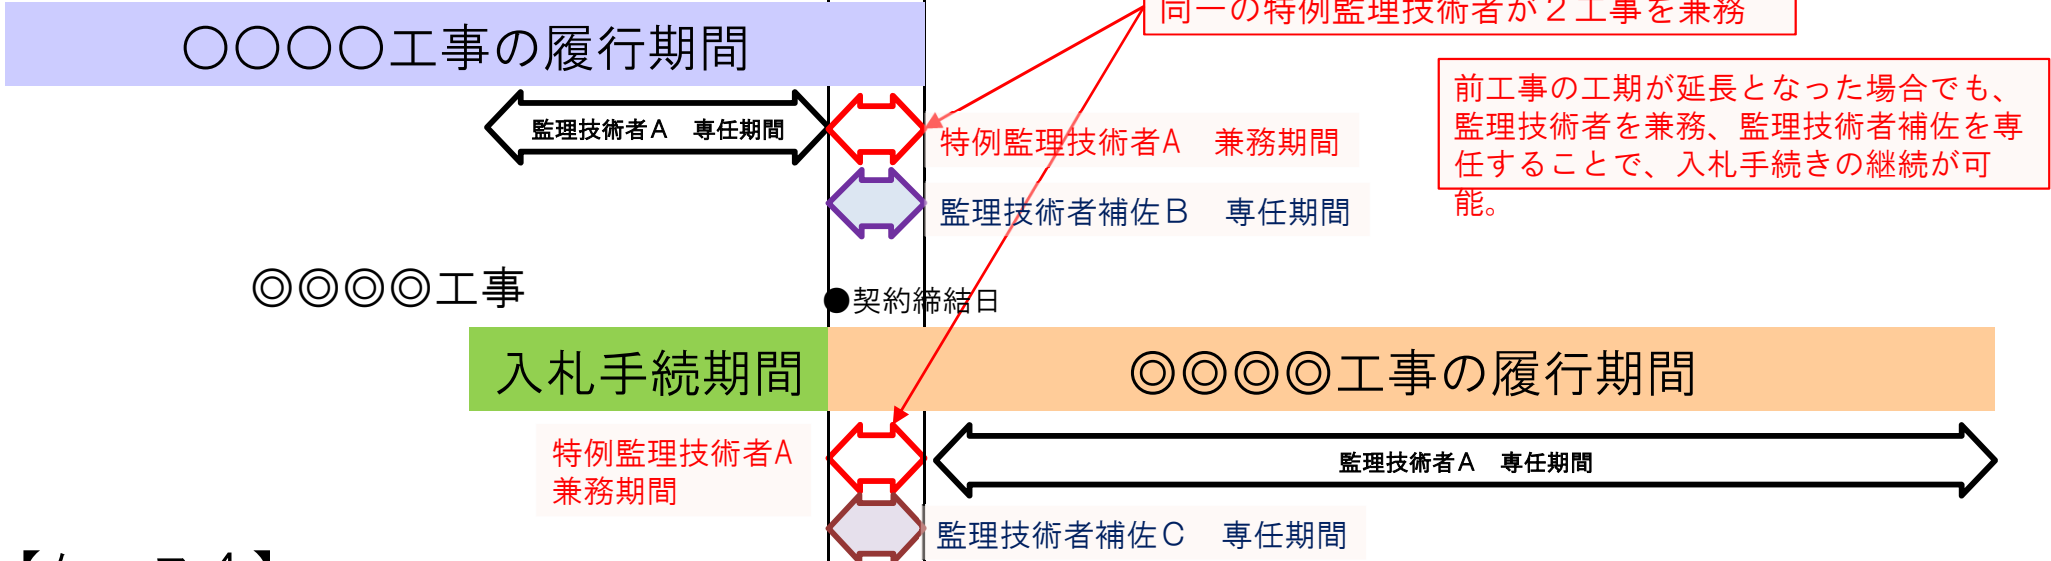 同一の特例監理技術者が２工事を兼務
〇〇〇〇工事の履行期間
前工事の工期が延長となった場合でも、
監理技術者を兼務、監理技術者補佐を専
任することで、入札手続きの継続が可
能。
監理技術者Ａ　専任期間
特例監理技術者A　兼務期間
監理技術者補佐Ｂ　専任期間
◎◎◎◎工事
●契約締結日
入札手続期間
◎◎◎◎工事の履行期間
特例監理技術者A
兼務期間
監理技術者Ａ　専任期間
監理技術者補佐Ｃ　専任期間